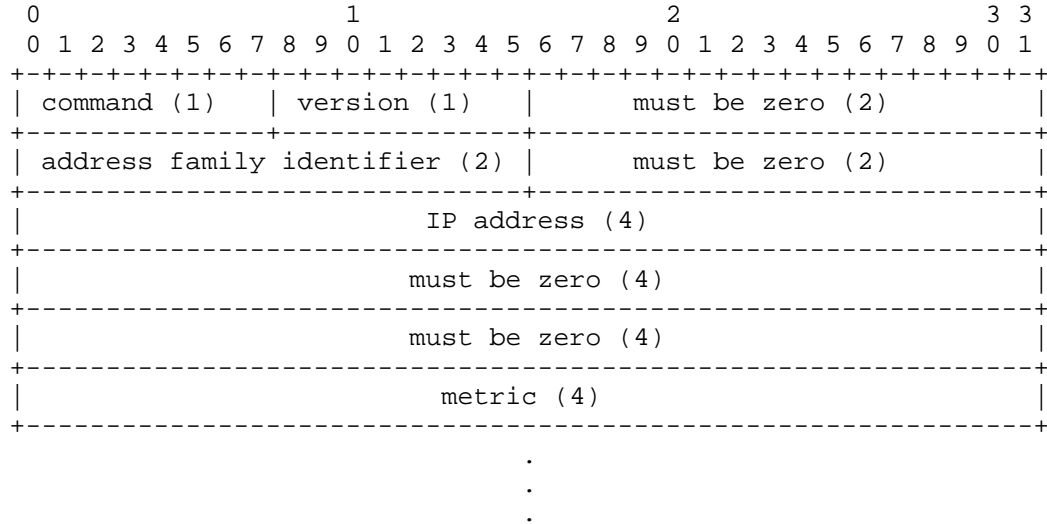 0                   1                   2                   3 3
0 1 2 3 4 5 6 7 8 9 0 1 2 3 4 5 6 7 8 9 0 1 2 3 4 5 6 7 8 9 0 1
+-+-+-+-+-+-+-+-+-+-+-+-+-+-+-+-+-+-+-+-+-+-+-+-+-+-+-+-+-+-+-+-+
| command (1)   | version (1)   |      must be zero (2)         |
+---------------+---------------+-------------------------------+
| address family identifier (2) |      must be zero (2)         |
+-------------------------------+-------------------------------+
|                         IP address (4)                        |
+---------------------------------------------------------------+
|                        must be zero (4)                       |
+---------------------------------------------------------------+
|                        must be zero (4)                       |
+---------------------------------------------------------------+
|                          metric (4)                           |
+---------------------------------------------------------------+
.
.
.